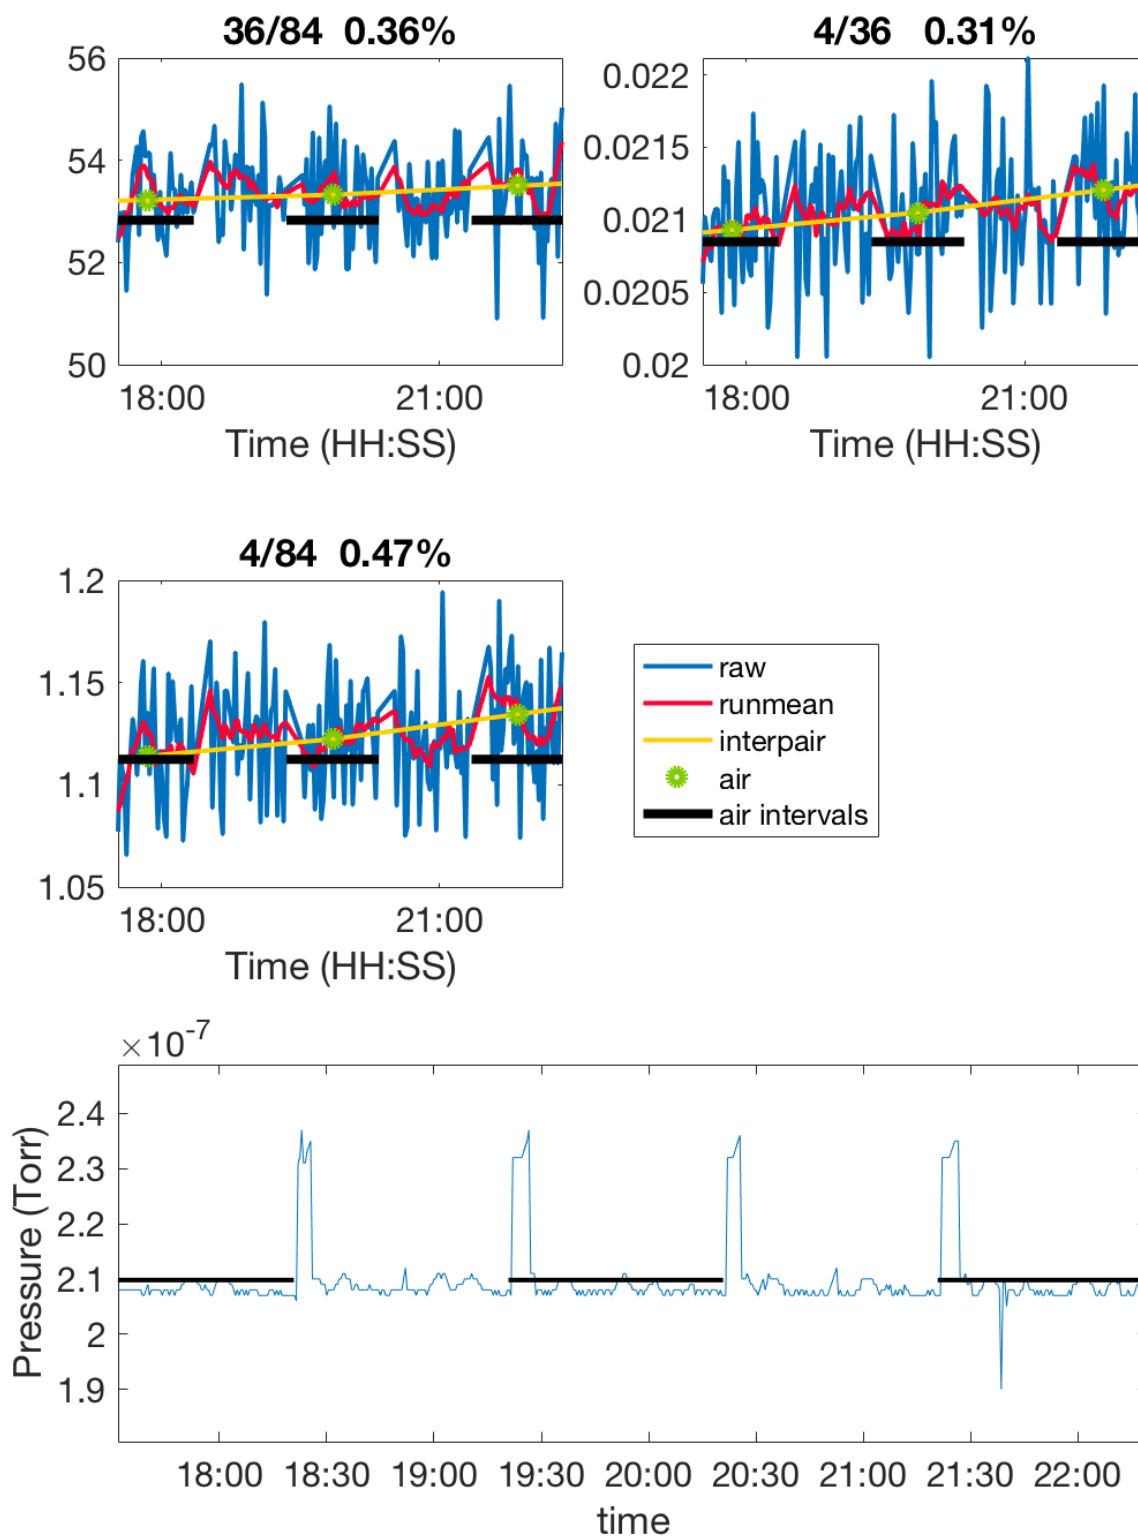 36/84 0.36%
56
54
52
50
18:00 21:00
Time (HH:SS)
4/36 0.31%
0.022
0.0215
0.021
0.0205
0.02
18:00 21:00
Time (HH:SS)
4/84 0.47%
1.2
1.15
1.1
1.05
18:00 21:00
Time (HH:SS)
raw
runmean
interpair
air
air intervals
×10-7
Pressure (Torr)
2.4
2.3
2.2
2.1
2
1.9
18:00 18:30 19:00 19:30 20:00 20:30 21:00 21:30 22:00
time